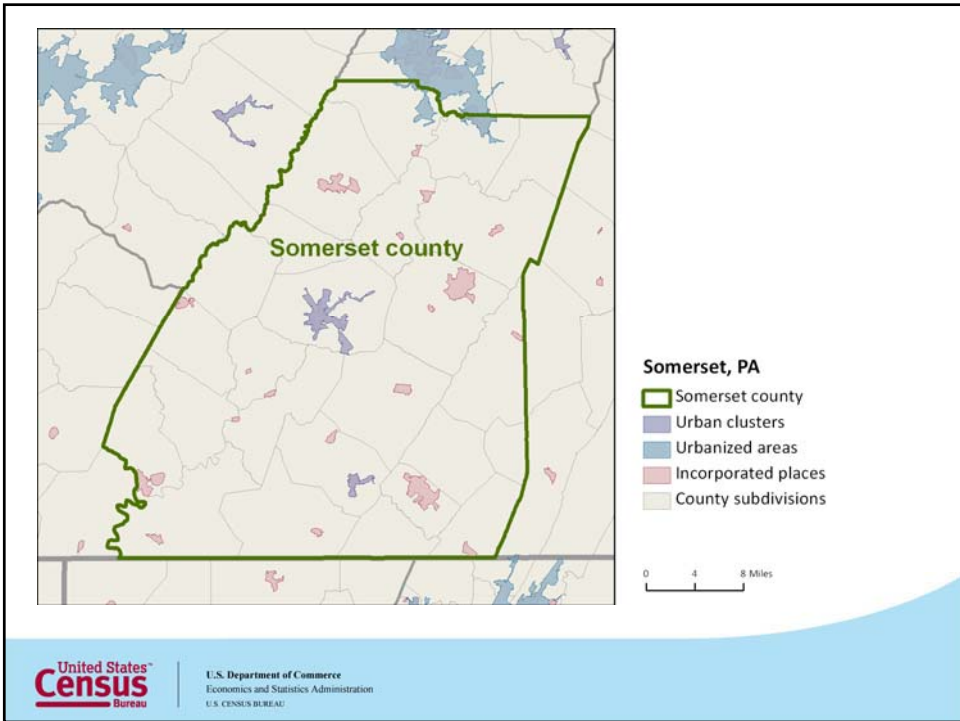 Somerset county
Somerset, PA
Somerset county
Urban clusters
Urbanized areas
Incorporated places
County subdivisions
0 4 8 Miles
United States™
Census
Bureau
U.S. Department of Commerce
Economics and Statistics Administration
U.S. CENSUS BUREAU